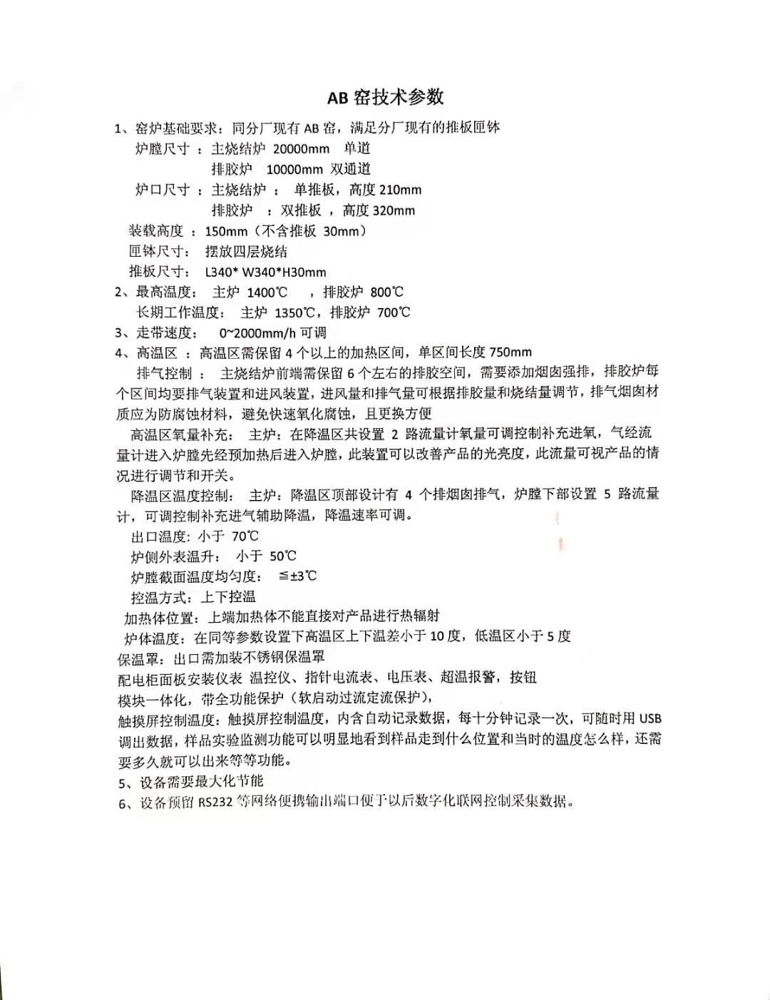 AB 窑技术参数
1、窑炉基础要求：同分厂现有 AB 窑，满足分厂现有的推板匣钵
炉膛尺寸 ：主烧结炉 20000mm 单道
排胶炉 10000mm 双通道
炉口尺寸 ：主烧结炉 ： 单推板，高度 210mm
排胶炉 ：双推板 ，高度 320mm
装载高度 ：150mm（不含推板 30mm）
匣钵尺寸： 摆放四层烧结
推板尺寸： L340* W340*H30mm
2、最高温度： 主炉 1400℃ ，排胶炉 800℃
长期工作温度： 主炉 1350℃，排胶炉 700℃
3、走带速度： 0~2000mm/h 可调
4、高温区 ：高温区需保留 4 个以上的加热区间，单区间长度 750mm
排气控制 ： 主烧结炉前端需保留 6 个左右的排胶空间，需要添加烟囱强排，排胶炉每
个区间均要排气装置和进风装置，进风量和排气量可根据排胶量和烧结量调节，排气烟囱材
质应为防腐蚀材料，避免快速氧化腐蚀，且更换方便
高温区氧量补充： 主炉：在降温区共设置 2 路流量计氧量可调控制补充进氧，气经流
量计进入炉膛先经预加热后进入炉膛，此装置可以改善产品的光亮度，此流量可视产品的情
况进行调节和开关。
降温区温度控制： 主炉：降温区顶部设计有 4 个排烟囱排气，炉膛下部设置 5 路流量
计，可调控制补充进气辅助降温，降温速率可调。
出口温度: 小于 70℃
炉侧外表温升： 小于 50℃
炉膛截面温度均匀度： ≦±3℃
控温方式：上下控温
加热体位置：上端加热体不能直接对产品进行热辐射
炉体温度：在同等参数设置下高温区上下温差小于 10 度，低温区小于 5 度
保温罩：出口需加装不锈钢保温罩
配电柜面板安装仪表 温控仪、指针电流表、电压表、超温报警，按钮
模块一体化，带全功能保护（软启动过流定流保护），
触摸屏控制温度：触摸屏控制温度，内含自动记录数据，每十分钟记录一次，可随时用 USB
调出数据，样品实验监测功能可以明显地看到样品走到什么位置和当时的温度怎么样，还需
要多久就可以出来等等功能。
5、设备需要最大化节能
6、设备预留 RS232 等网络便携输出端口便于以后数字化联网控制采集数据。